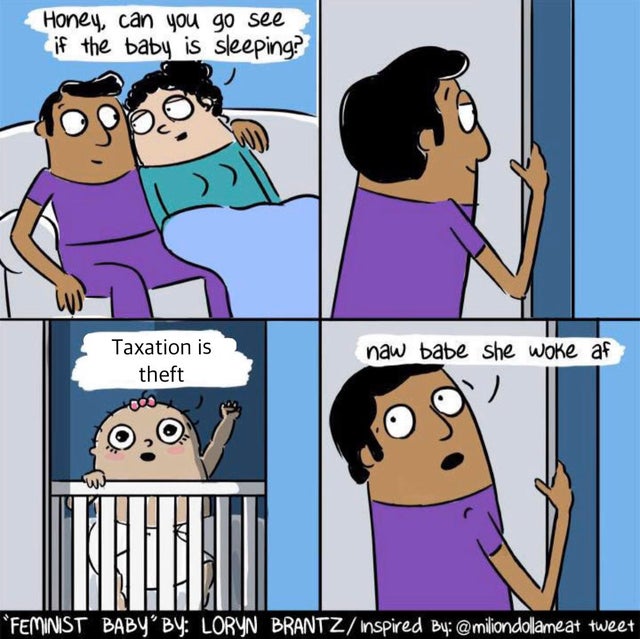 Honey, can you go see
if the baby is sleeping?
Taxation is
theft
naw babe she woke af
"FEMINIST BABY" BY: LORYN BRANTZ/Inspired By: @miliondollameat tweet